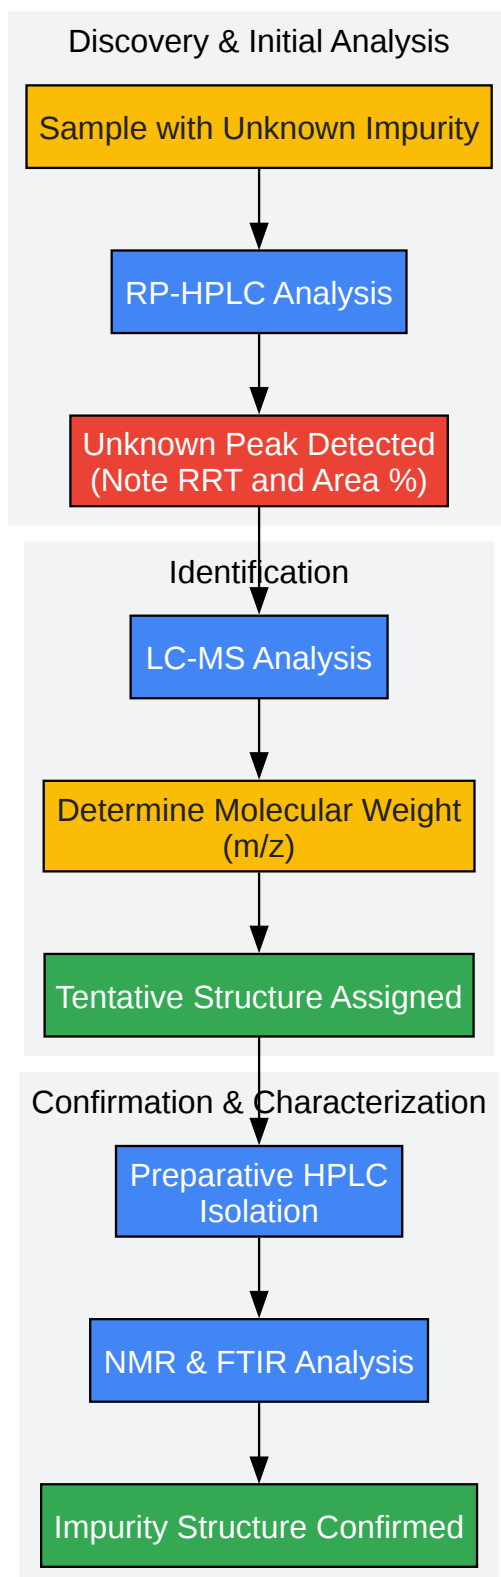 Discovery & Initial Analysis
Sample with Unknown Impurity
RP-HPLC Analysis
Unknown Peak Detected
(Note RRT and Area %)
Identification
LC-MS Analysis
Determine Molecular Weight
(m/z)
Tentative Structure Assigned
Confirmation & Characterization
Preparative HPLC
Isolation
NMR & FTIR Analysis
Impurity Structure Confirmed